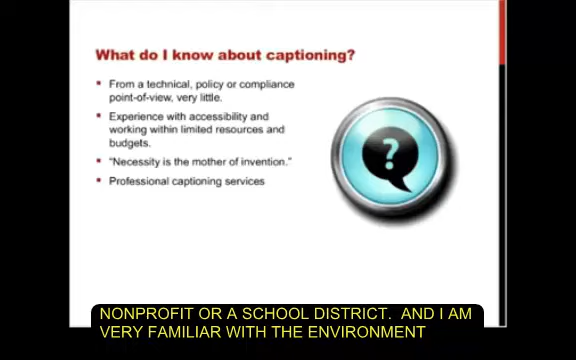 What do I know about captioning?
From a technical, policy or compliance
point-of-view, very little.
Experience with accessibility and
working within limited resources and
budgets.
“Necessity is the mother of invention.”
Professional captioning services
?
NONPROFIT OR A SCHOOL DISTRICT.  AND I AM
VERY FAMILIAR WITH THE ENVIRONMENT